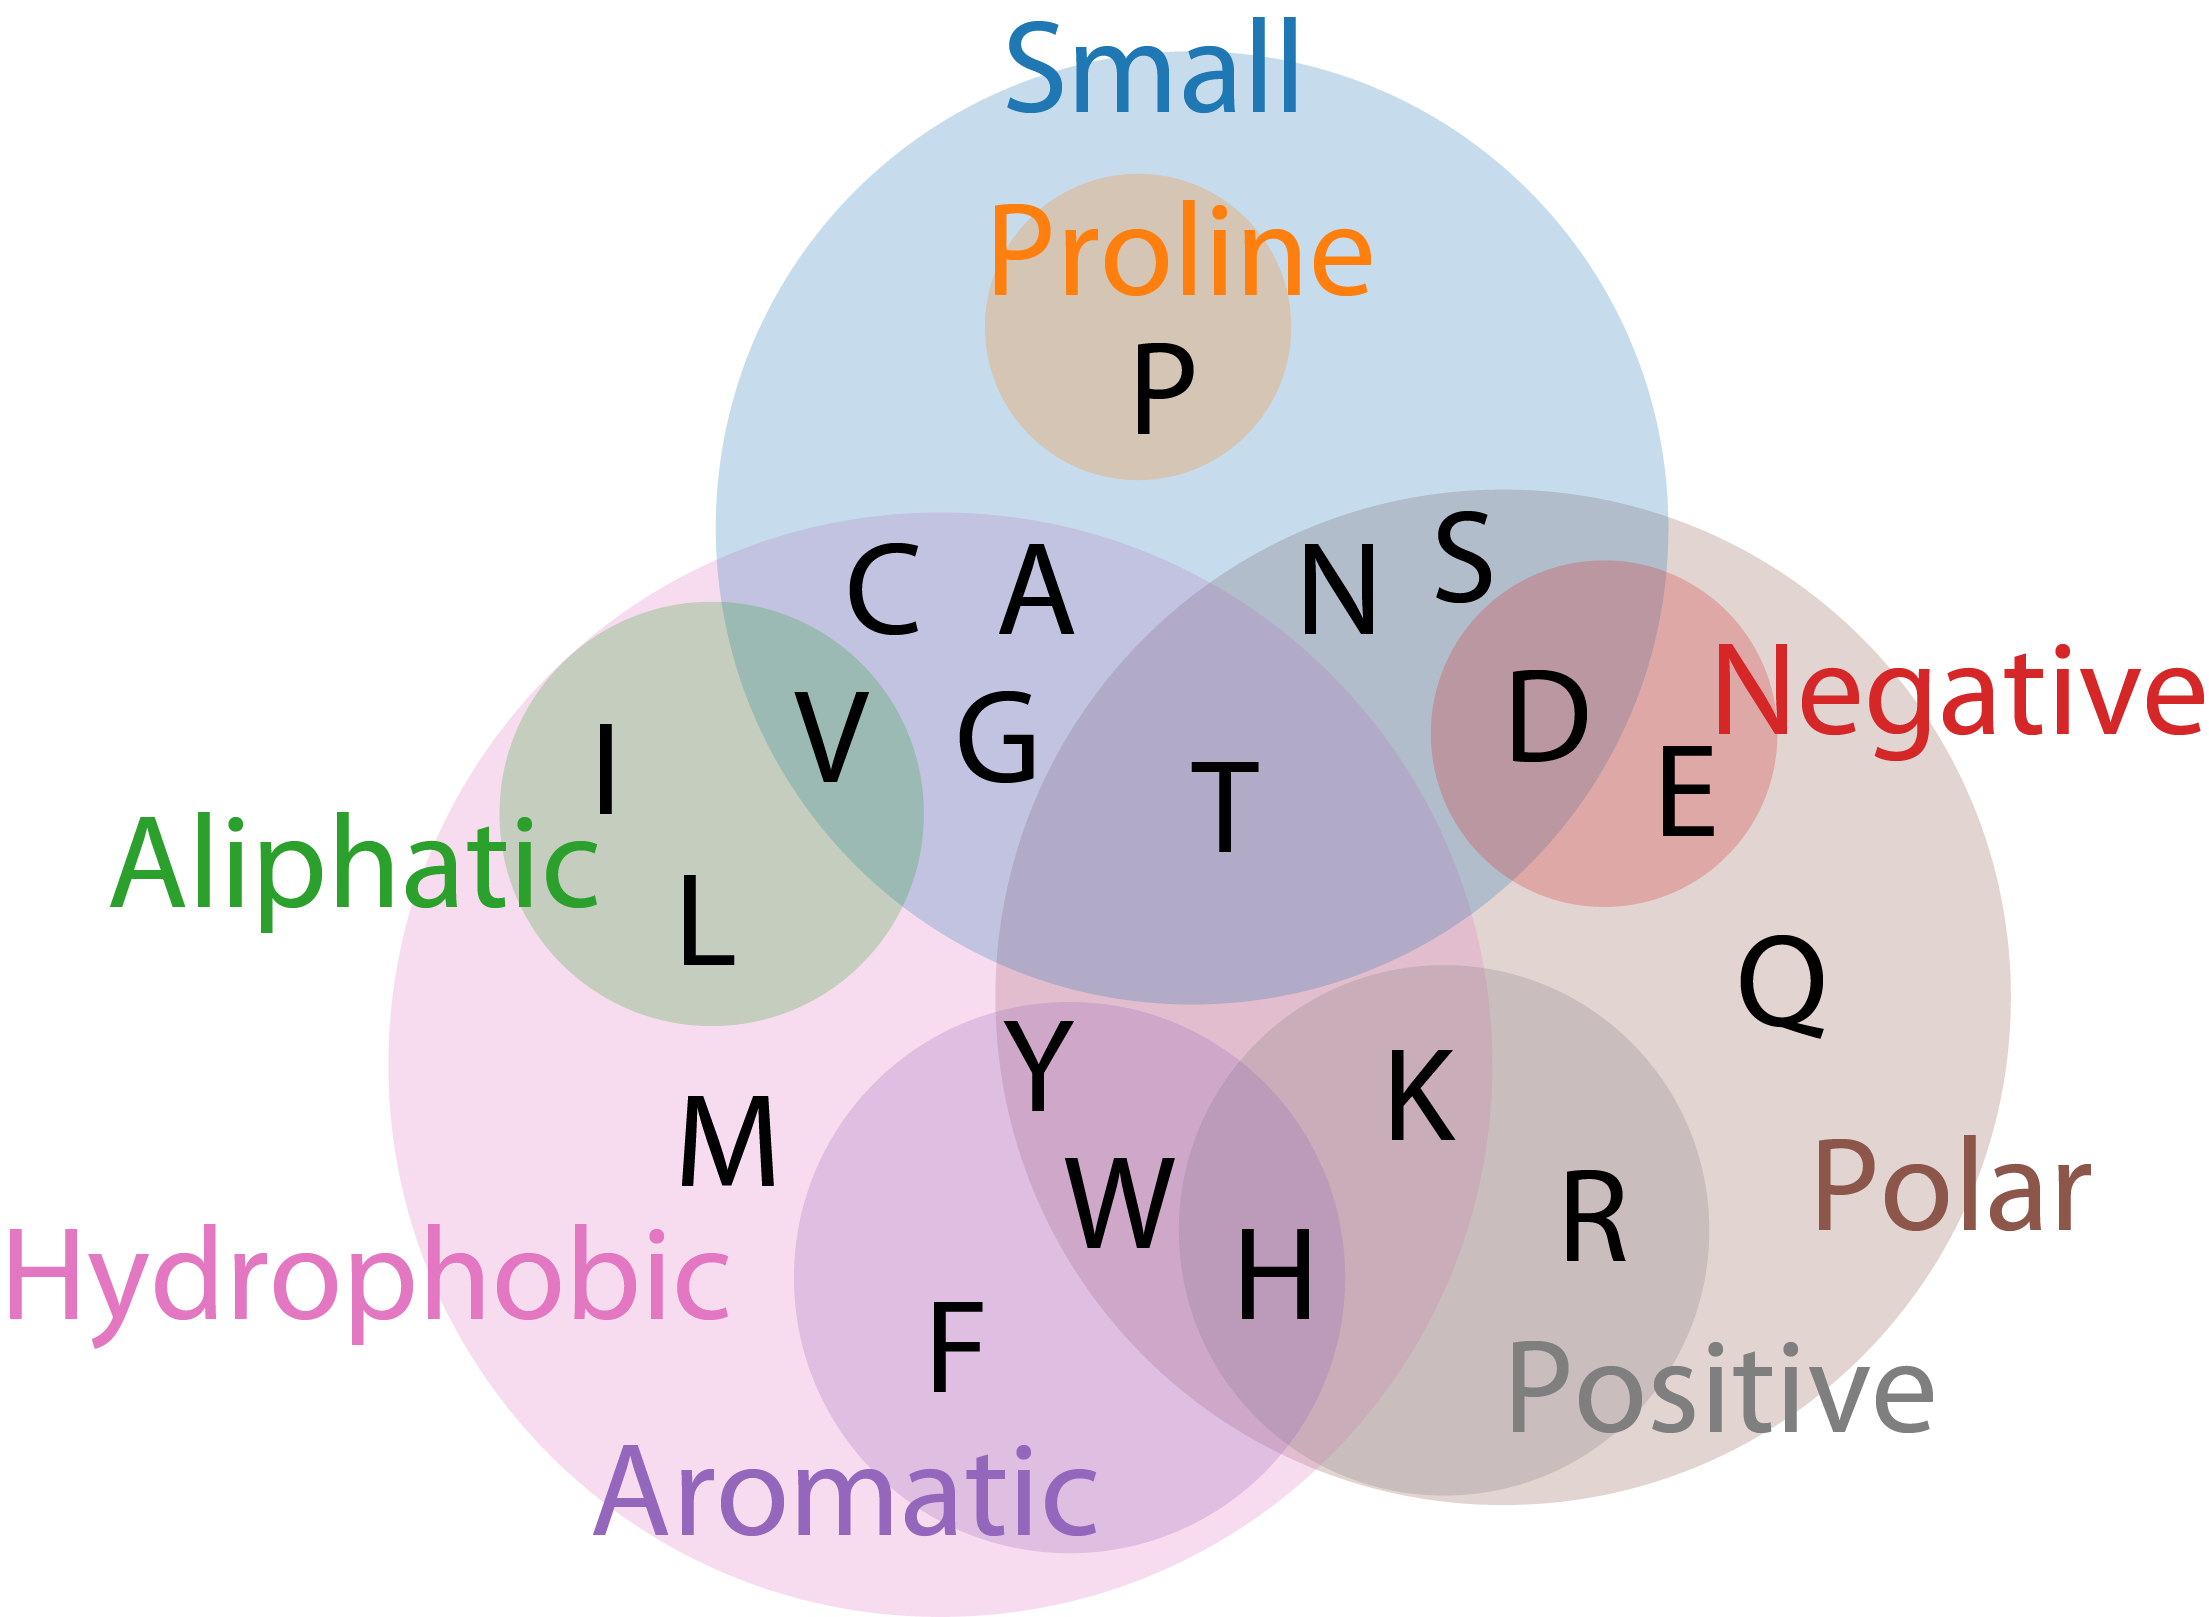 Small
Proline
P
C A N S
V G D Negative
I T E
Aliphatic
L Q
Y K
M W R Polar
Hydrophobic H
F Positive
Aromatic